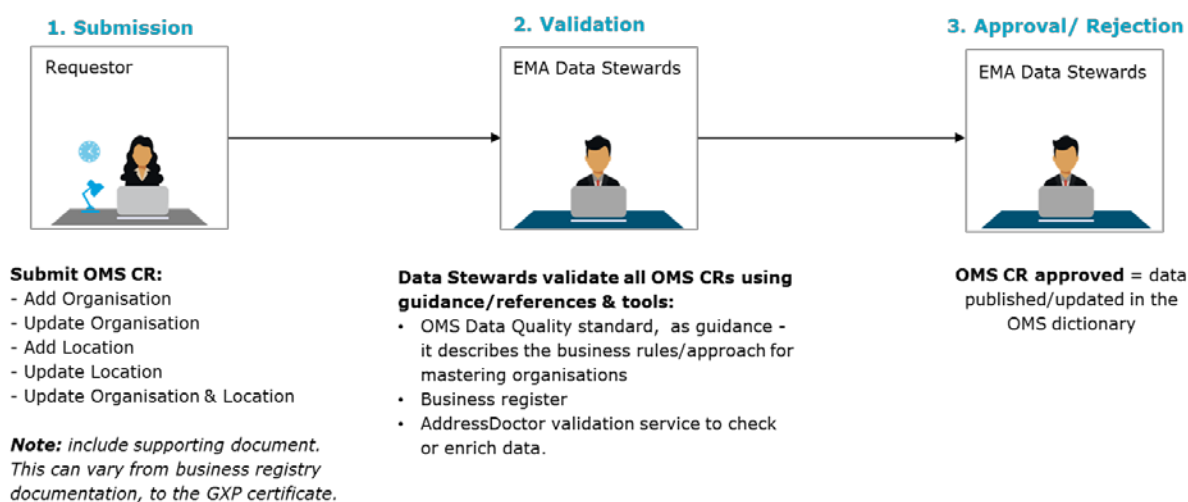 1. Submission
Requestor
Submit OMS CR:
- Add Organisation
- Update Organisation
- Add Location
- Update Location
- Update Organisation & Location
Note: include supporting document.
This can vary from business registry
documentation, to the GXP certificate.
2. Validation
EMA Data Stewards
Data Stewards validate all OMS CRs using
guidance/references & tools:
• OMS Data Quality standard, as guidance -
it describes the business rules/approach for
mastering organisations
• Business register
• AddressDoctor validation service to check
or enrich data.
3. Approval/ Rejection
EMA Data Stewards
OMS CR approved = data
published/updated in the
OMS dictionary